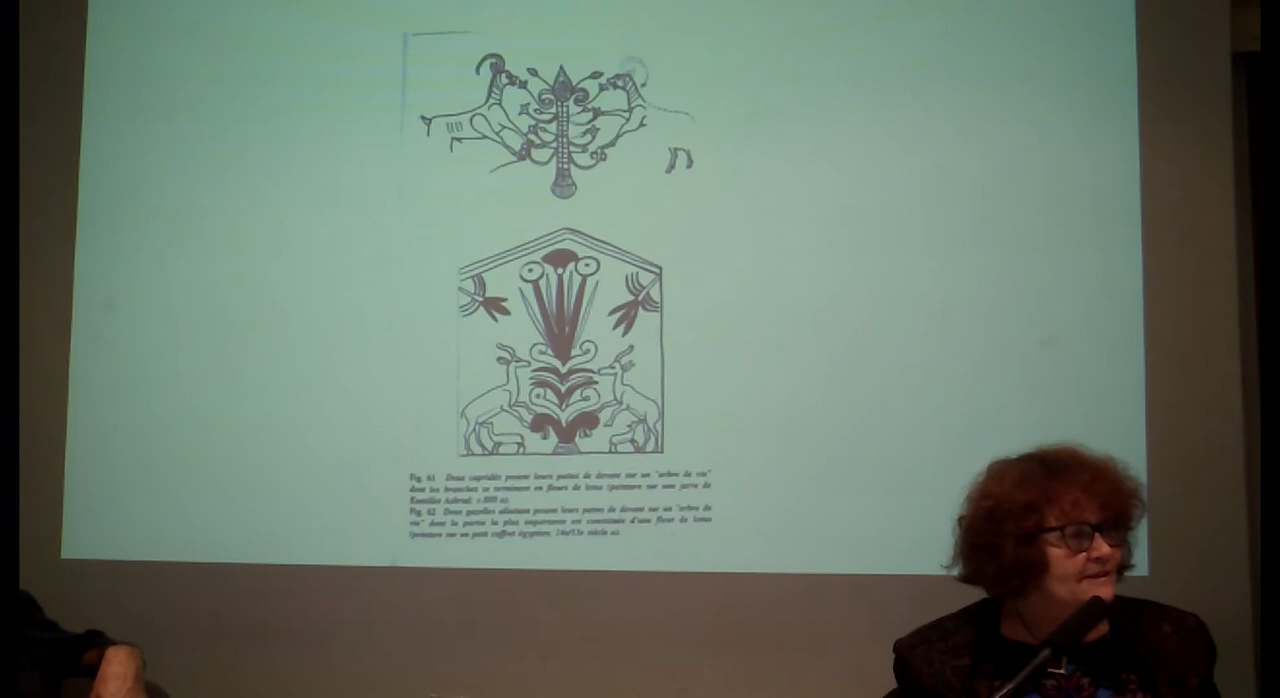 Fig. 61 Deux capridés posent leurs pattes de devant sur un "arbre de vie"
dont les branches se terminent en fleurs de lotus (peinture sur une jarre de
Kuntillet Ashrud; c.800 a).
Fig. 62 Deux gazelles allaitant posent leurs pattes de devant sur un "arbre de
vie" dont la partie la plus importante est constituée d'une fleur de lotus
(peinture sur un petit coffret égyptien; siècle a).